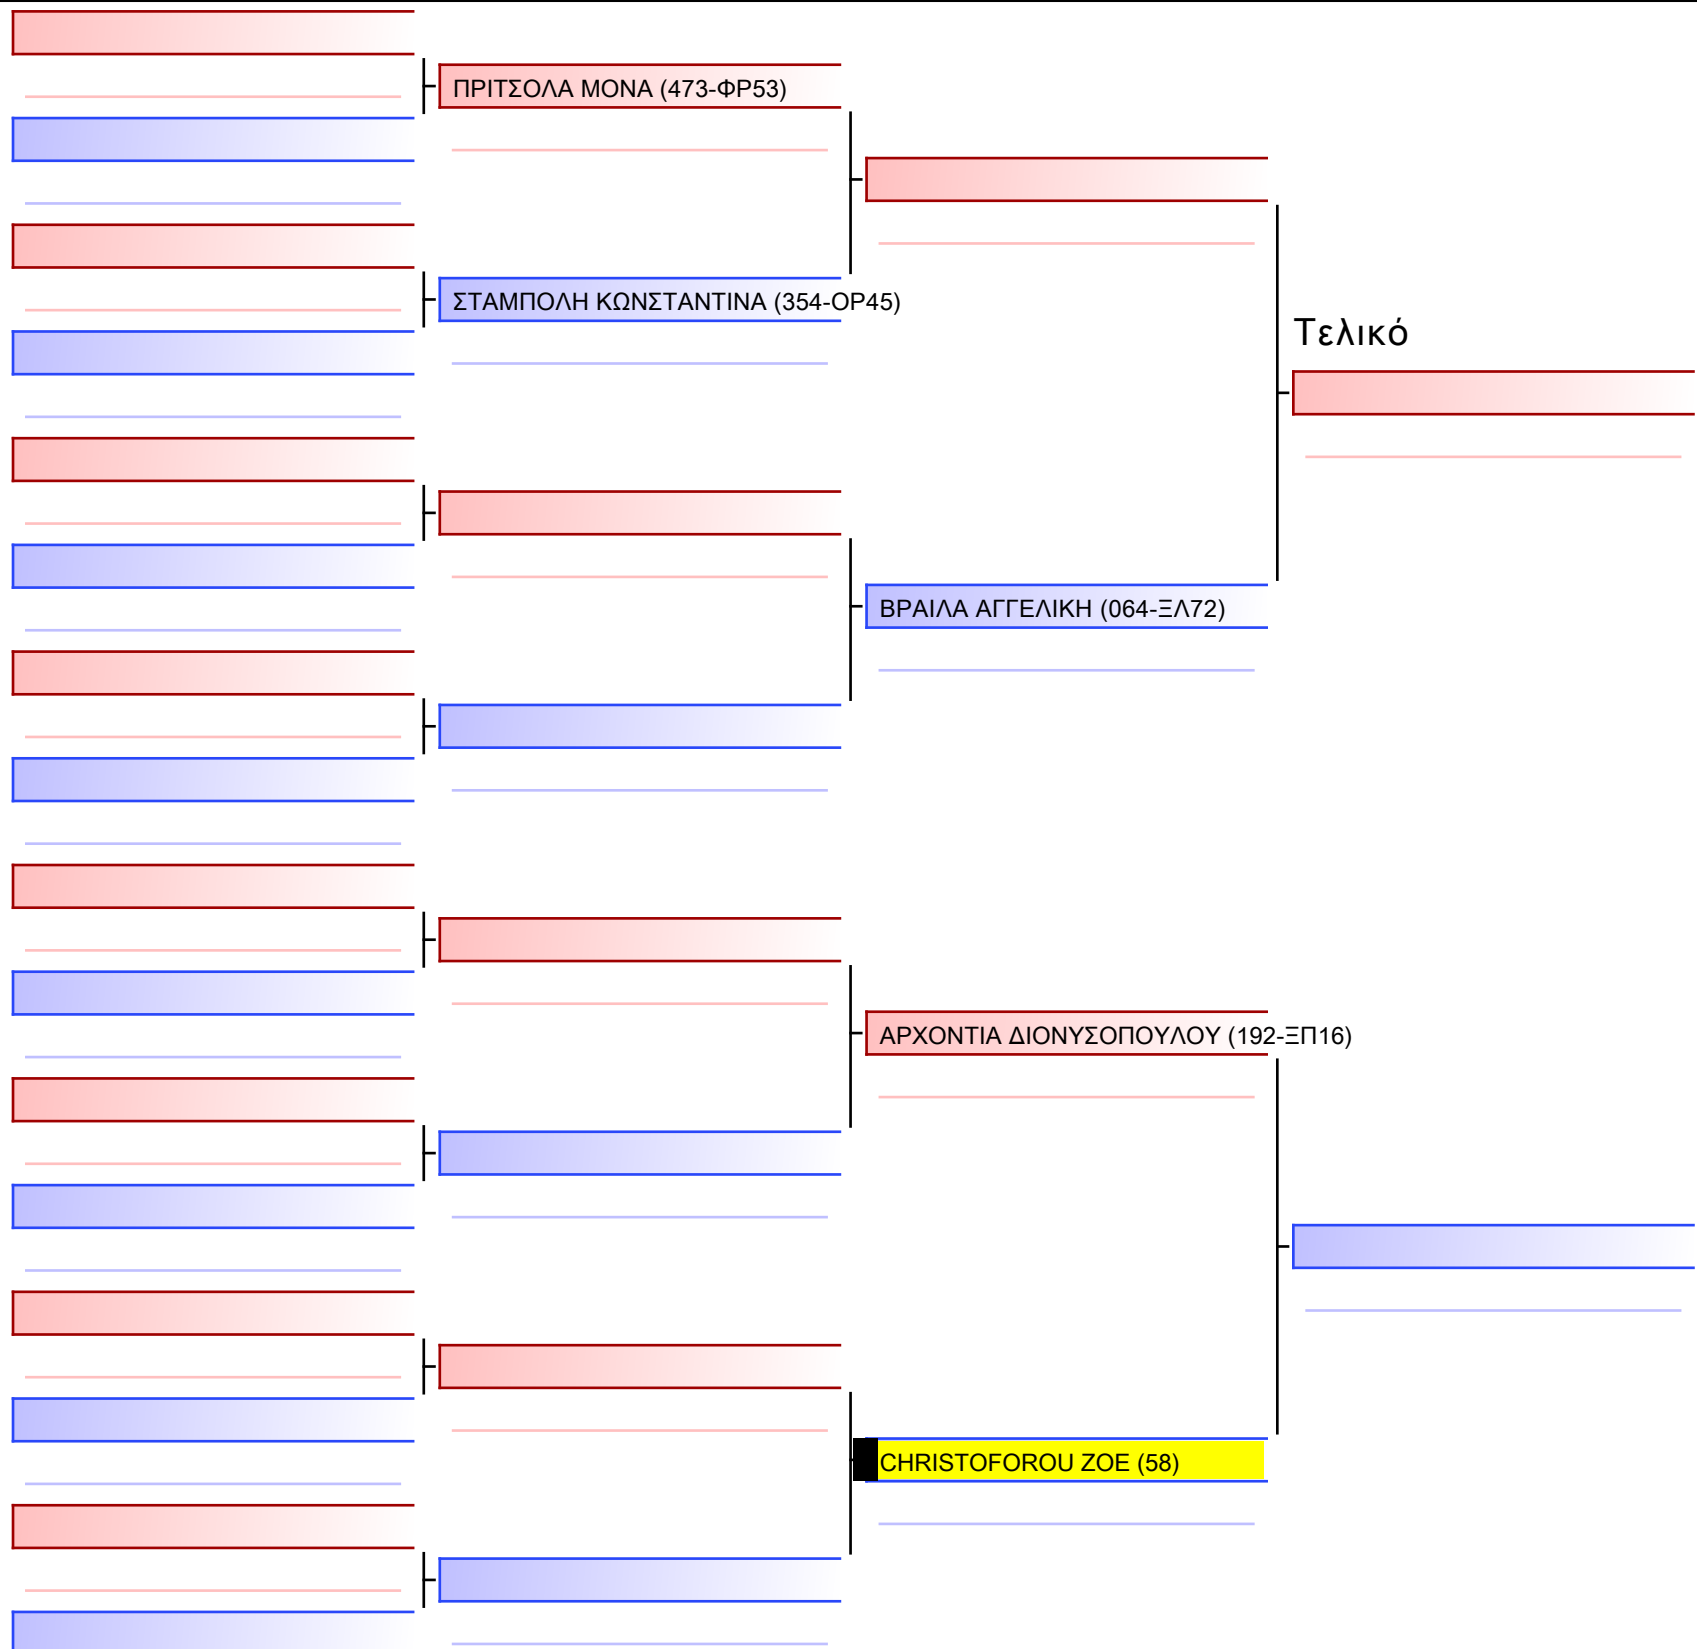 ΠΡΙΤΣΟΛΑ ΜΟΝΑ (473-ΦΡ53)
ΣΤΑΜΠΟΛΗ ΚΩΝΣΤΑΝΤΙΝΑ (354-ΟΡ45)
Τελικό
ΒΡΑΙΛΑ ΑΓΓΕΛΙΚΗ (064-ΞΛ72)
ΑΡΧΟΝΤΙΑ ΔΙΟΝΥΣΟΠΟΥΛΟΥ (192-ΞΠ16)
CHRISTOFOROU ZOE (58)